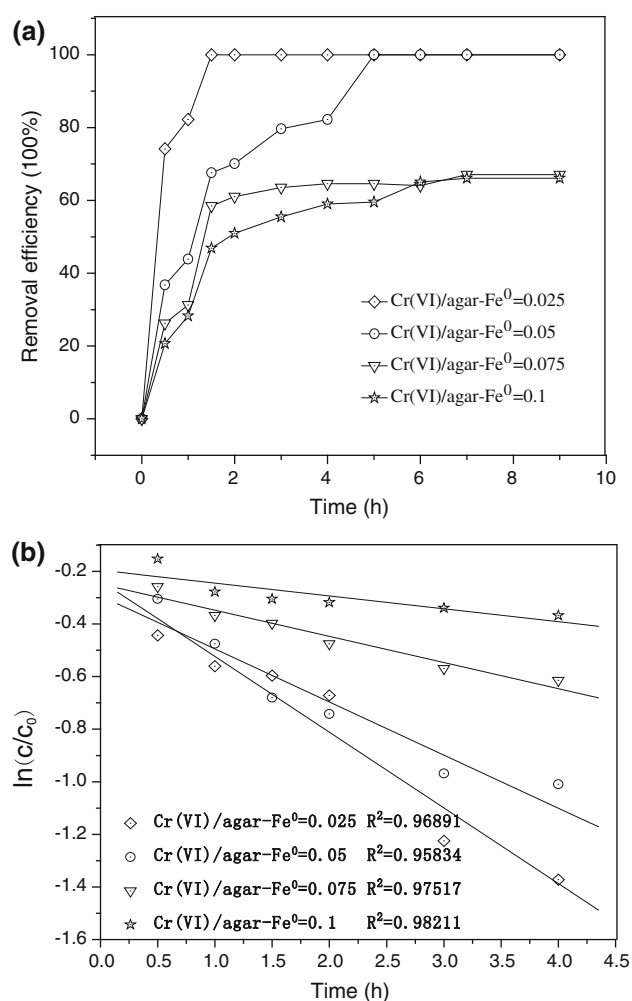 (a)
100
80
60
40
20
0
Removal efficiency (100%)
Cr(VI)/agar-Fe⁰=0.025
Cr(VI)/agar-Fe⁰=0.05
Cr(VI)/agar-Fe⁰=0.075
Cr(VI)/agar-Fe⁰=0.1
0 2 4 6 8 10
Time (h)
(b)
-0.2
-0.4
-0.6
-0.8
-1.0
-1.2
-1.4
-1.6
ln(c/c₀)
Cr(VI)/agar-Fe⁰=0.025 R²=0.96891
Cr(VI)/agar-Fe⁰=0.05 R²=0.95834
Cr(VI)/agar-Fe⁰=0.075 R²=0.97517
Cr(VI)/agar-Fe⁰=0.1 R²=0.98211
0.0 0.5 1.0 1.5 2.0 2.5 3.0 3.5 4.0 4.5
Time (h)